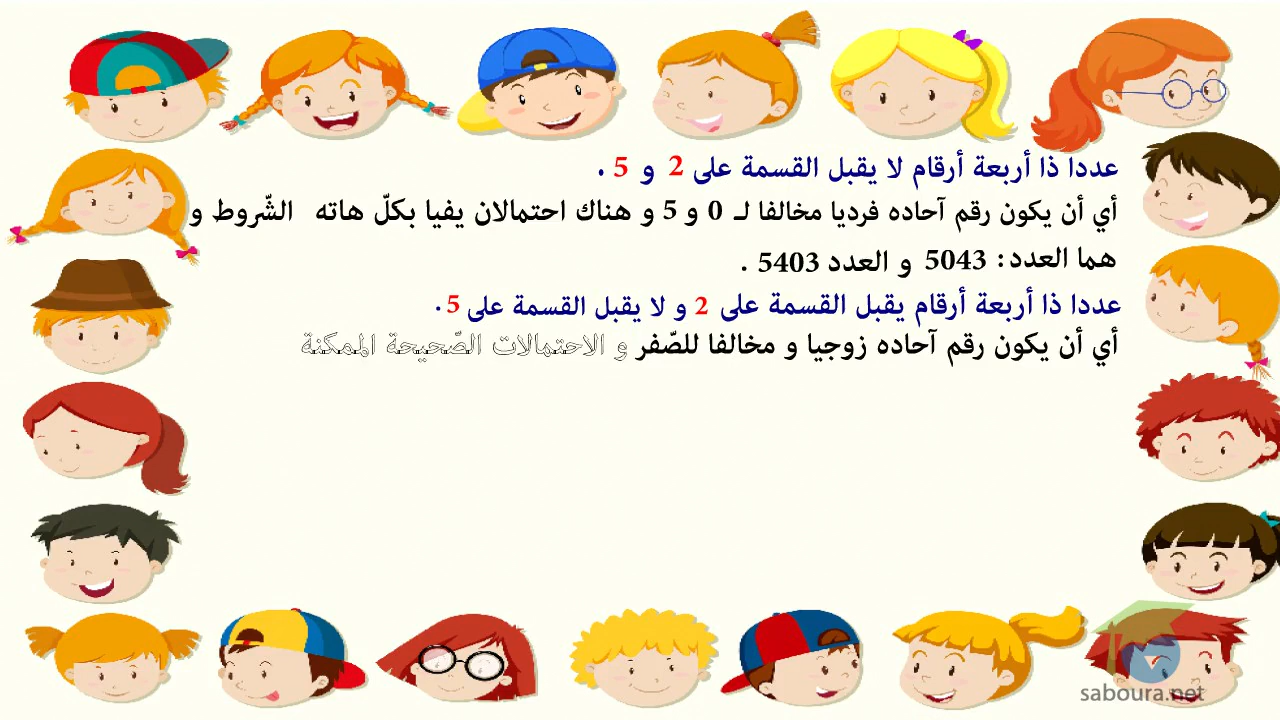 عددا ذا أربعة أرقام لا يقبل القسمة على 2 و 5 .
أي أن يكون رقم آحاده فرديا مخالفا لـ 0 و 5 و هناك احتمالان يفيا بكلّ هاته الشّروط و
هما العدد: 5043 و العدد 5403 .
عددا ذا أربعة أرقام يقبل القسمة على 2 و لا يقبل القسمة على 5.
أي أن يكون رقم آحاده زوجيا و مخالفا للصّفر و الاحتمالات الصّحيحة الممكنة
saboura.net